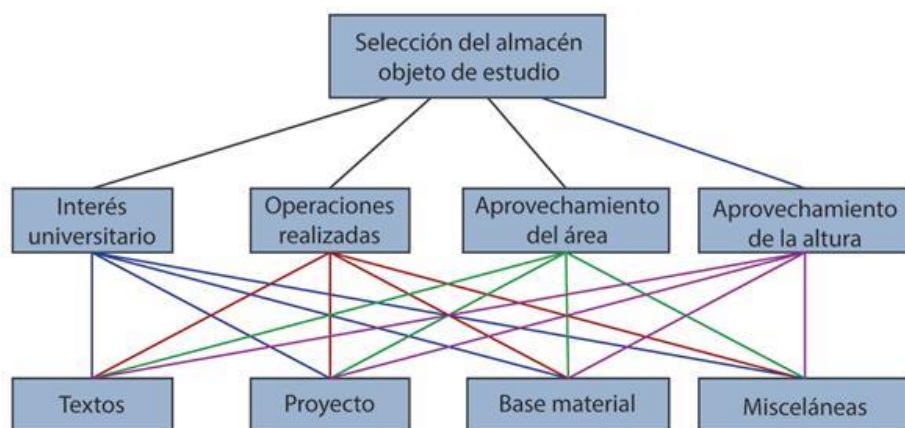 Selección del almacén
objeto de estudio
Interés
universitario
Operaciones
realizadas
Aprovechamiento
del área
Aprovechamiento
de la altura
Textos
Proyecto
Base material
Misceláneas